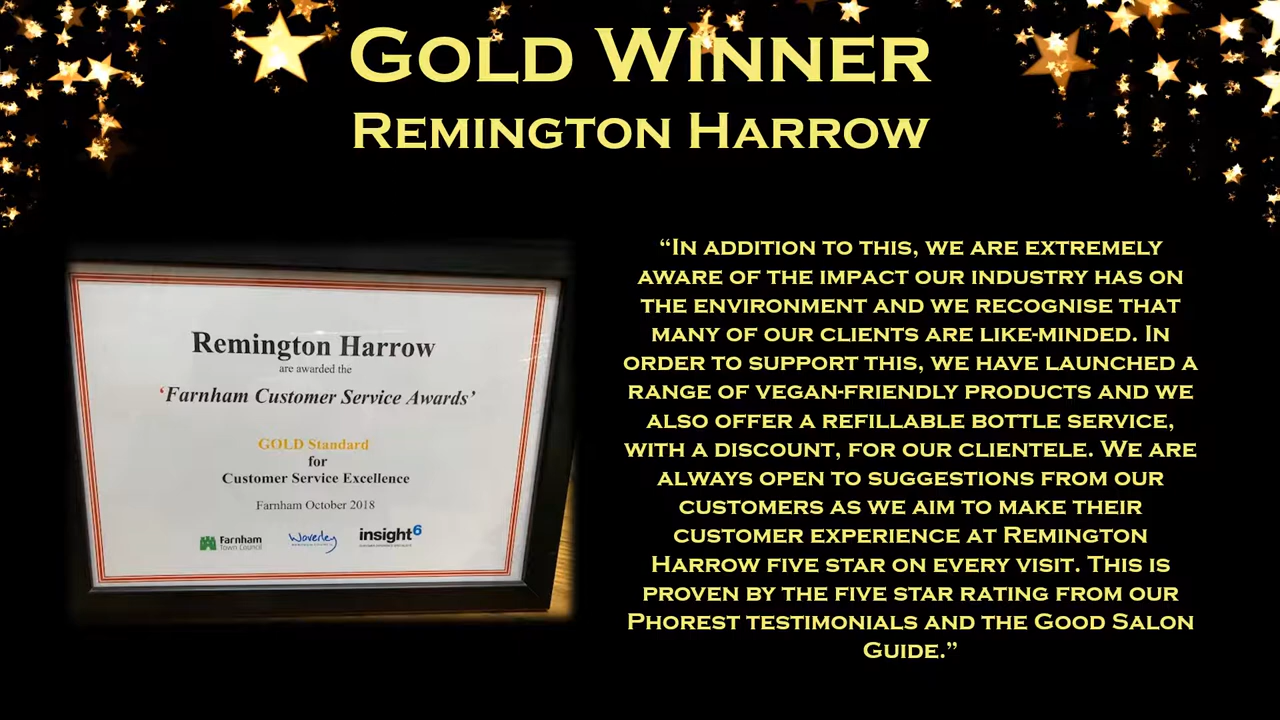 GOLD WINNER
REMINGTON HARROW
Remington Harrow
are awarded the
‘Farnham Customer Service Awards’
GOLD Standard
for
Customer Service Excellence
Farnham October 2018
Farnham
Town Council
Waverley
insight6
“IN ADDITION TO THIS, WE ARE EXTREMELY
AWARE OF THE IMPACT OUR INDUSTRY HAS ON
THE ENVIRONMENT AND WE RECOGNISE THAT
MANY OF OUR CLIENTS ARE LIKE-MINDED. IN
ORDER TO SUPPORT THIS, WE HAVE LAUNCHED A
RANGE OF VEGAN-FRIENDLY PRODUCTS AND WE
ALSO OFFER A REFILLABLE BOTTLE SERVICE,
WITH A DISCOUNT, FOR OUR CLIENTELE. WE ARE
ALWAYS OPEN TO SUGGESTIONS FROM OUR
CUSTOMERS AS WE AIM TO MAKE THEIR
CUSTOMER EXPERIENCE AT REMINGTON
HARROW FIVE STAR ON EVERY VISIT. THIS IS
PROVEN BY THE FIVE STAR RATING FROM OUR
PHOREST TESTIMONIALS AND THE GOOD SALON
GUIDE.”